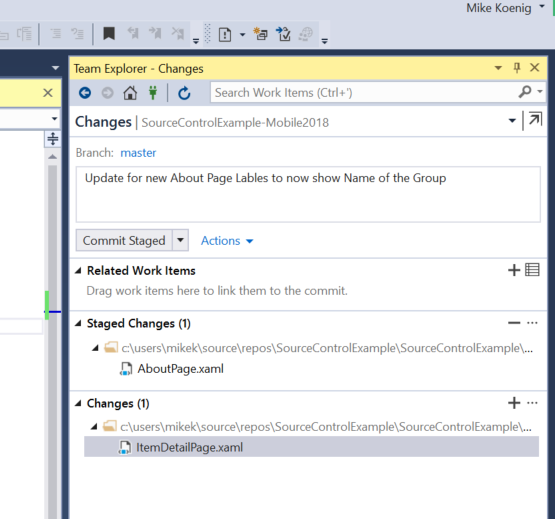 Mike Koenig
Team Explorer - Changes
Search Work Items (Ctrl+')
Changes | SourceControlExample-Mobile2018
Branch: master
Update for new About Page Lables to now show Name of the Group
Commit Staged
Actions
Related Work Items
Drag work items here to link them to the commit.
Staged Changes (1)
c:\users\mikek\source\repos\SourceControlExample\SourceControlExample\...
AboutPage.xaml
Changes (1)
c:\users\mikek\source\repos\SourceControlExample\SourceControlExample\...
ItemDetailPage.xaml